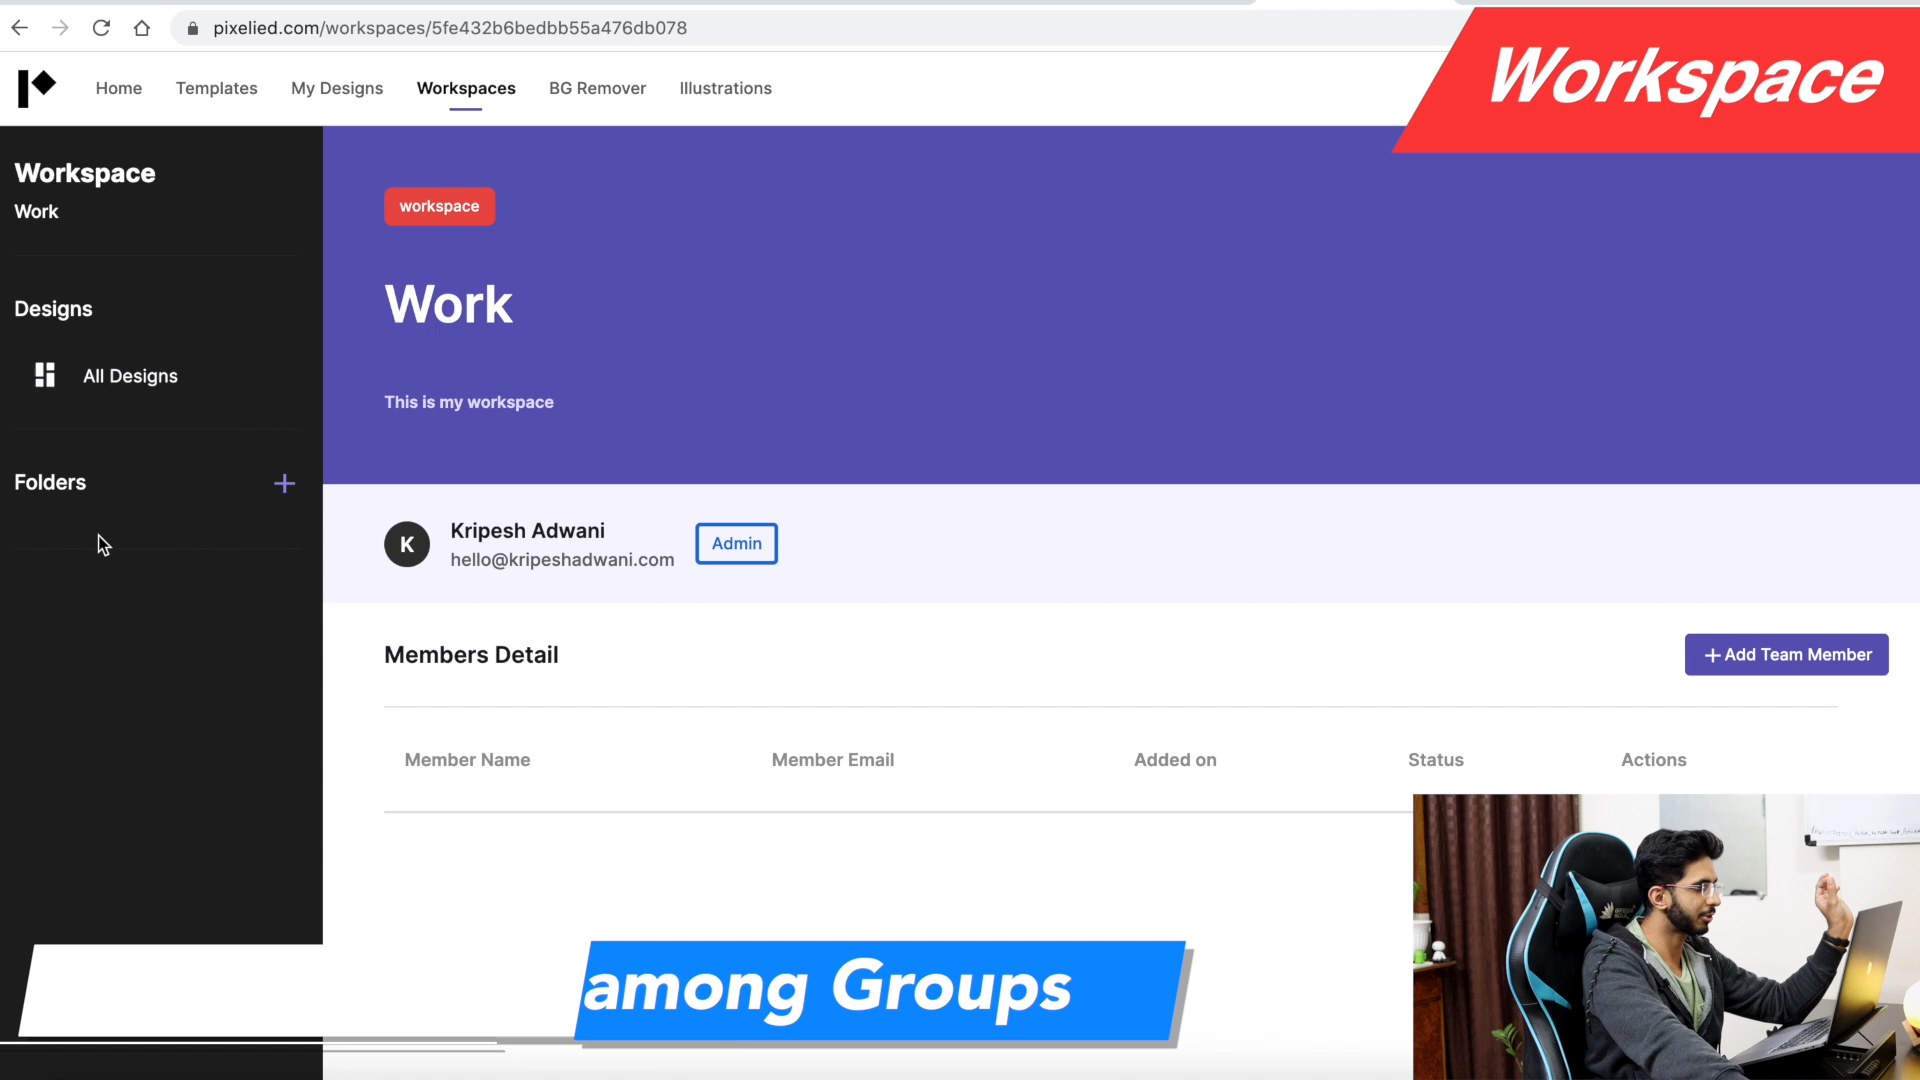 pixelied.com/workspaces/5fe432b6bedbb55a476db078
Workspace
Home Templates My Designs Workspaces BG Remover Illustrations
Workspace
Work
Designs
All Designs
Folders
workspace
Work
This is my workspace
K
Kripesh Adwani
hello@kripeshadwani.com
Admin
Members Detail
Add Team Member
Member Name Member Email Added on Status Actions
among Groups